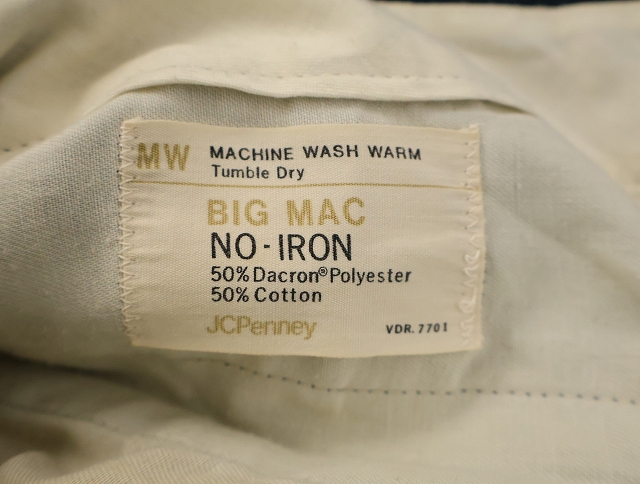 MW MACHINE WASH WARM
Tumble Dry
BIG MAC
NO-IRON
50% Dacron® Polyester
50% Cotton
JCPenney VDR. 7701